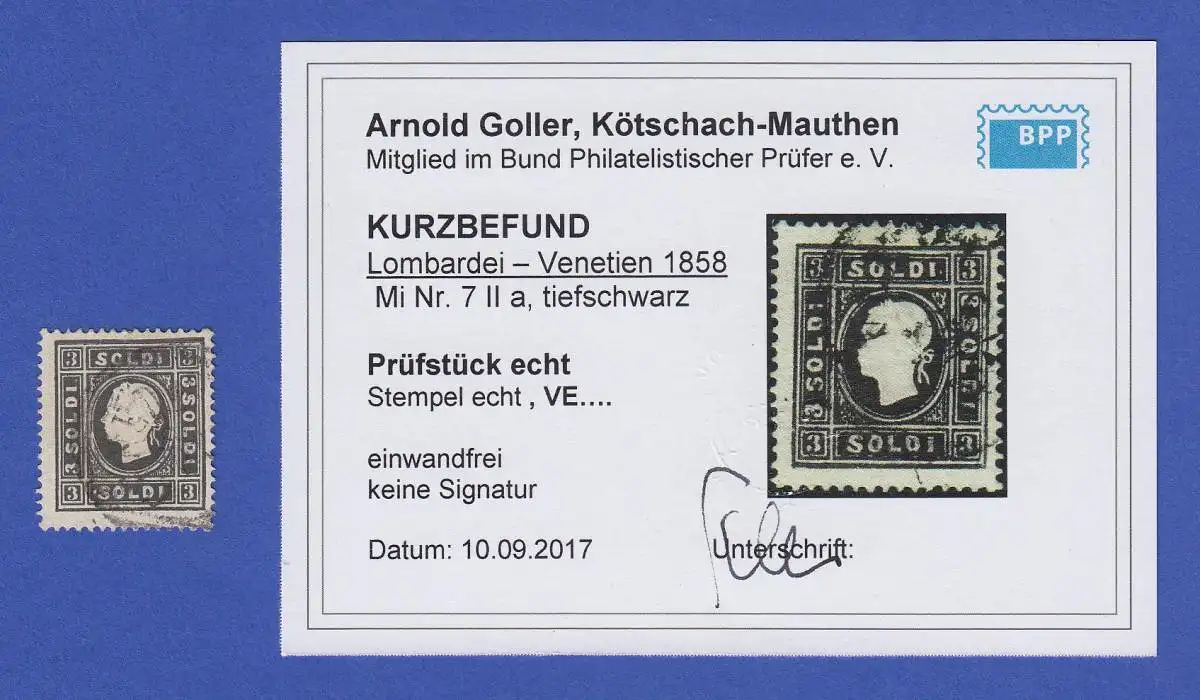 Arnold Goller, Kötschach-Mauthen
Mitglied im Bund Philatelistischer Prüfer e. V.
BPP
KURZBEFUND
Lombardei – Venetien 1858
Mi Nr. 7 II a, tiefschwarz
Prüfstück echt
Stempel echt , VE....
einwandfrei
keine Signatur
Datum: 10.09.2017
Unterschrift:
3 SOLDI 3
3 SOLDI
3 SOLDI
3 SOLDI 3
3 SOLDI 3
3 SOLDI
3 SOLDI
3 SOLDI 3